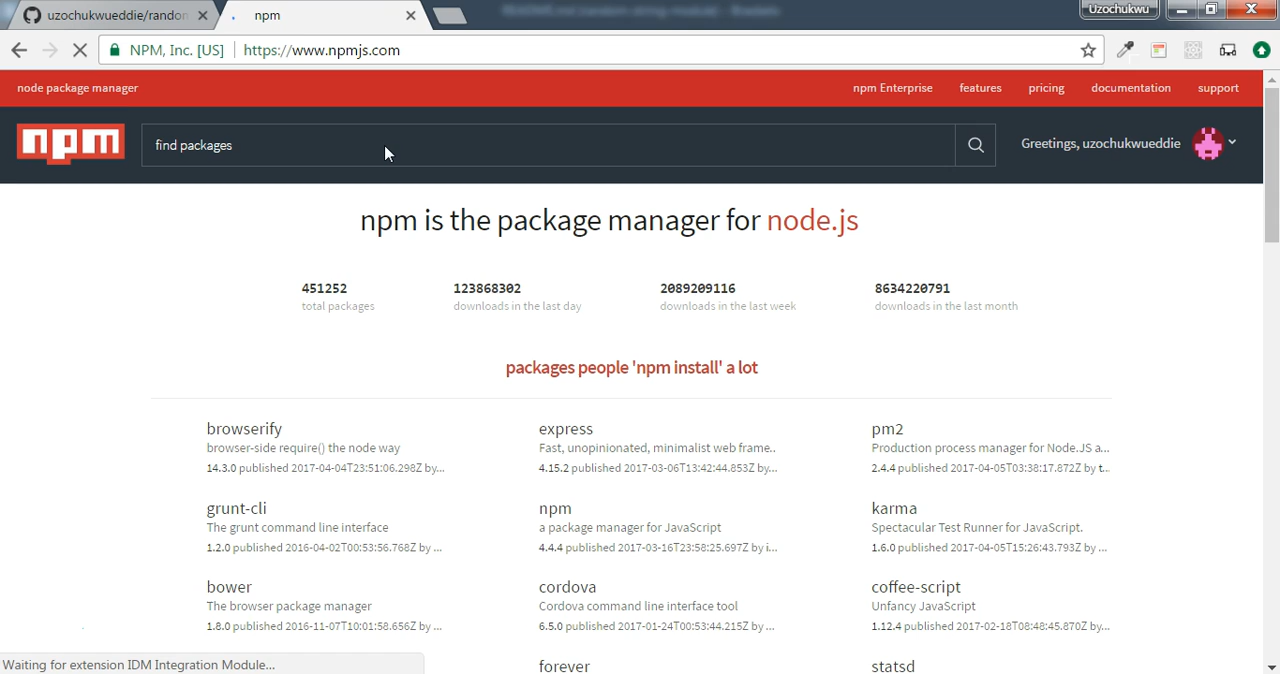 uzochukwueddie/random
npm
Uzochukwu
NPM, Inc. [US]
https://www.npmjs.com
node package manager
npm Enterprise
features
pricing
documentation
support
npm
find packages
Greetings, uzochukwueddie
npm is the package manager for node.js
451252
total packages
123868302
downloads in the last day
2089209116
downloads in the last week
8634220791
downloads in the last month
packages people 'npm install' a lot
browserify
browser-side require() the node way
14.3.0 published 2017-04-04T23:51:06.298Z by...
express
Fast, unopinionated, minimalist web frame..
4.15.2 published 2017-03-06T13:42:44.853Z by...
pm2
Production process manager for Node.JS a...
2.4.4 published 2017-04-05T03:38:17.872Z by t...
grunt-cli
The grunt command line interface
1.2.0 published 2016-04-02T00:53:56.768Z by ...
npm
a package manager for JavaScript
4.4.4 published 2017-03-16T23:58:25.697Z by i...
karma
Spectacular Test Runner for JavaScript.
1.6.0 published 2017-04-05T15:26:43.793Z by ...
bower
The browser package manager
1.8.0 published 2016-11-07T10:01:58.656Z by ...
cordova
Cordova command line interface tool
6.5.0 published 2017-01-24T00:53:44.215Z by ...
coffee-script
Unfancy JavaScript
1.12.4 published 2017-02-18T08:48:45.870Z by...
forever
statsd
Waiting for extension IDM Integration Module...